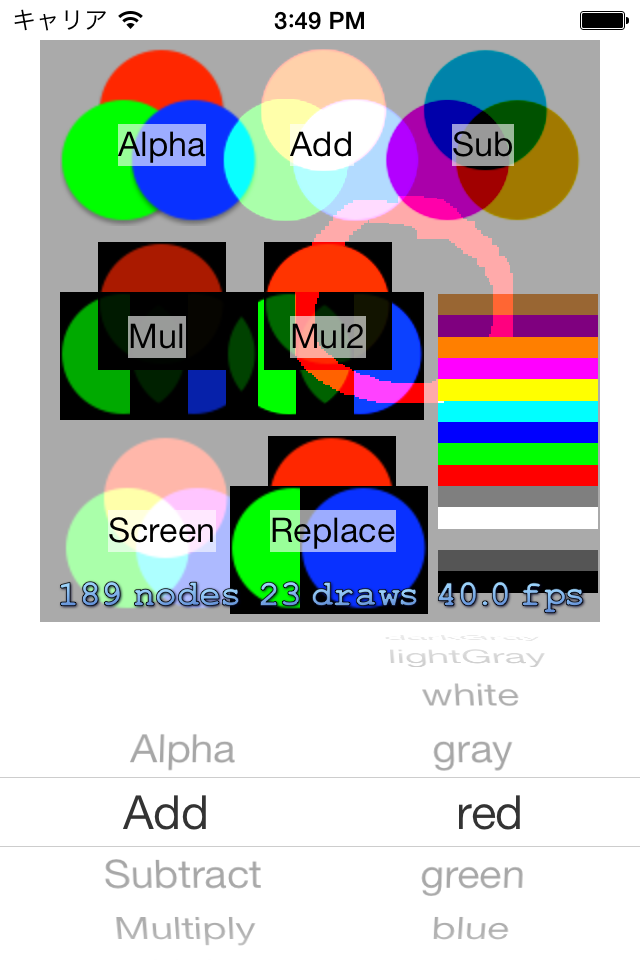 キャリア 3:49 PM
Alpha Add Sub
Mul Mul2
Screen Replace
189 nodes 23 draws 40.0 fps
darkGray
lightGray
white
Alpha gray
Add red
Subtract green
Multiply blue